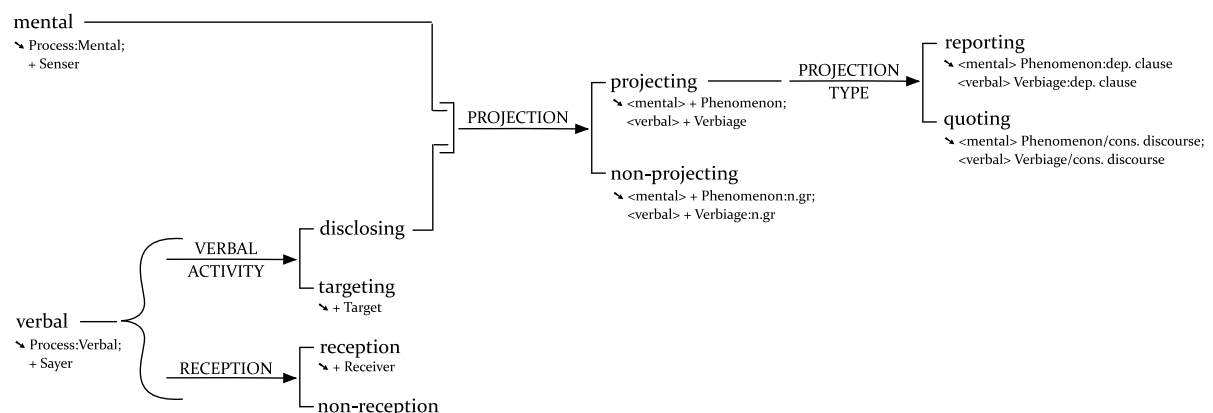 mental
➘ Process:Mental;
+ Senser
PROJECTION
projecting
➘ <mental> + Phenomenon;
<verbal> + Verbiage
non-projecting
➘ <mental> + Phenomenon:n.gr;
<verbal> + Verbiage:n.gr
PROJECTION
TYPE
reporting
➘ <mental> Phenomenon:dep. clause
<verbal> Verbiage:dep. clause
quoting
➘ <mental> Phenomenon/cons. discourse;
<verbal> Verbiage/cons. discourse
verbal
➘ Process:Verbal;
+ Sayer
VERBAL
ACTIVITY
disclosing
targeting
➘ + Target
RECEPTION
reception
➘ + Receiver
non-reception